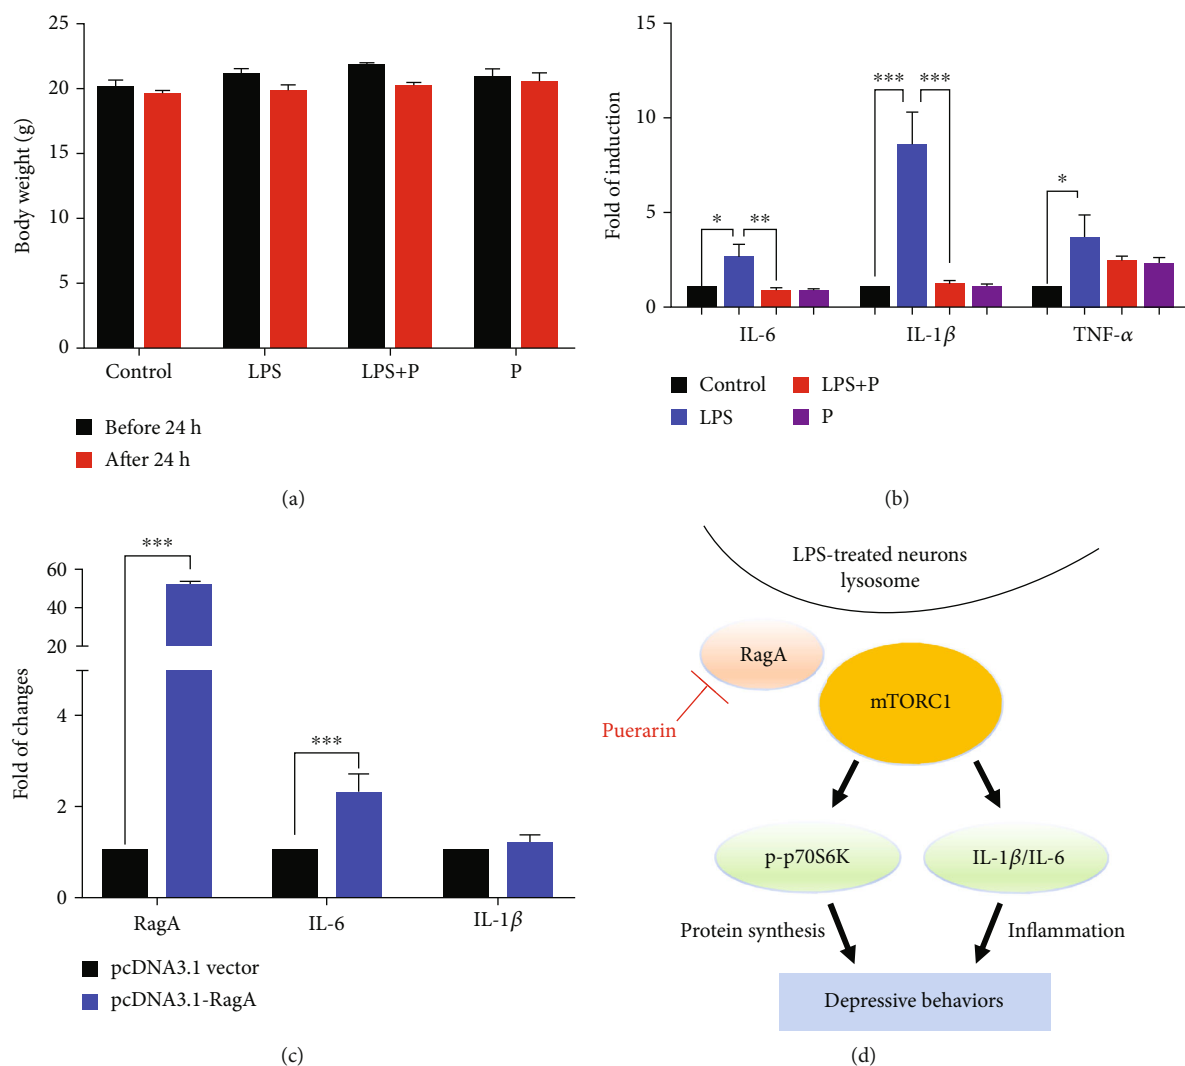 25
20
15
10
5
0
Body weight (g)
Control
LPS
LPS+P
P
Before 24 h
After 24 h
(a)
15
10
5
0
Fold of induction
*
**
***
***
*
IL-6
IL-1β
TNF-α
Control
LPS
LPS+P
P
(b)
60
40
20
4
2
0
Fold of changes
***
***
RagA
IL-6
IL-1β
pcDNA3.1 vector
pcDNA3.1-RagA
(c)
LPS-treated neurons
lysosome
RagA
mTORC1
Puerarin
p-p70S6K
IL-1β/IL-6
Protein synthesis
Inflammation
Depressive behaviors
(d)